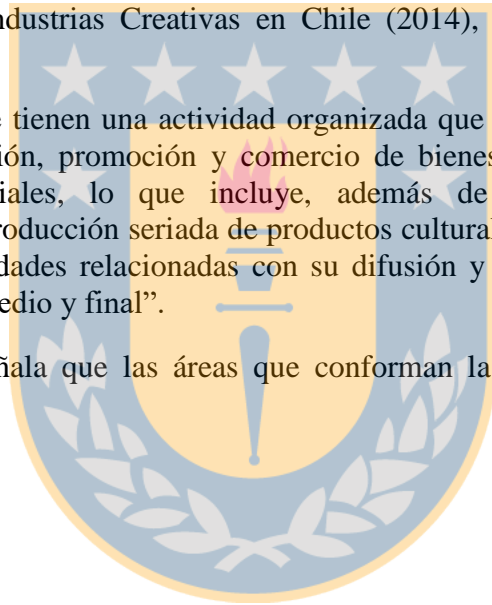 ndustrias Creativas en Chile (2014),
tienen una actividad organizada que
ión, promoción y comercio de bienes
iales, lo que incluye, además de
roducción seriada de productos cultural
dades relacionadas con su difusión y
edio y final”.
ñala que las áreas que conforman la